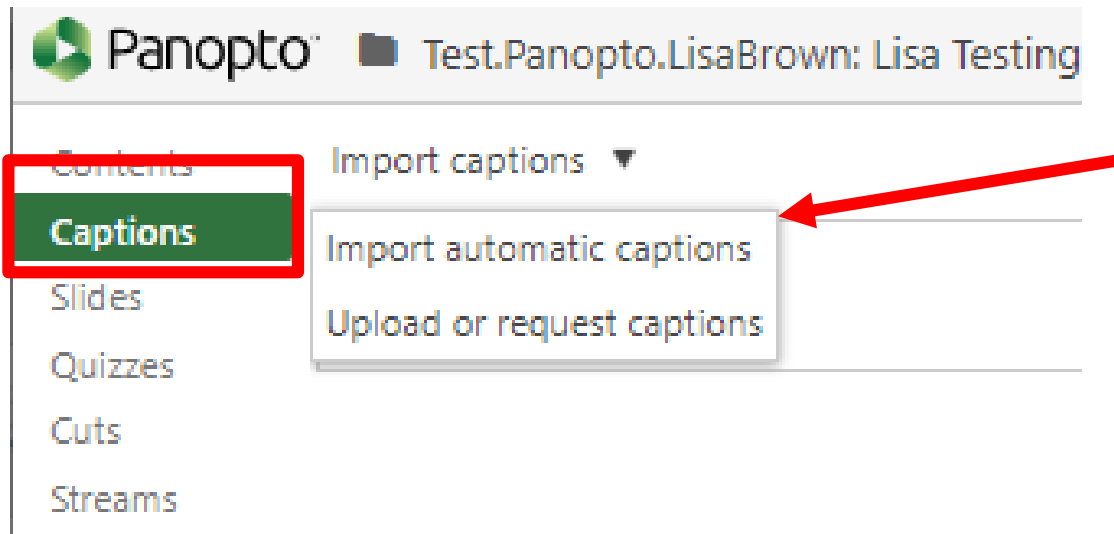 Panopto Test.Panopto.LisaBrown: Lisa Testing
Contents
Captions
Slides
Quizzes
Cuts
Streams
Import captions
Import automatic captions
Upload or request captions